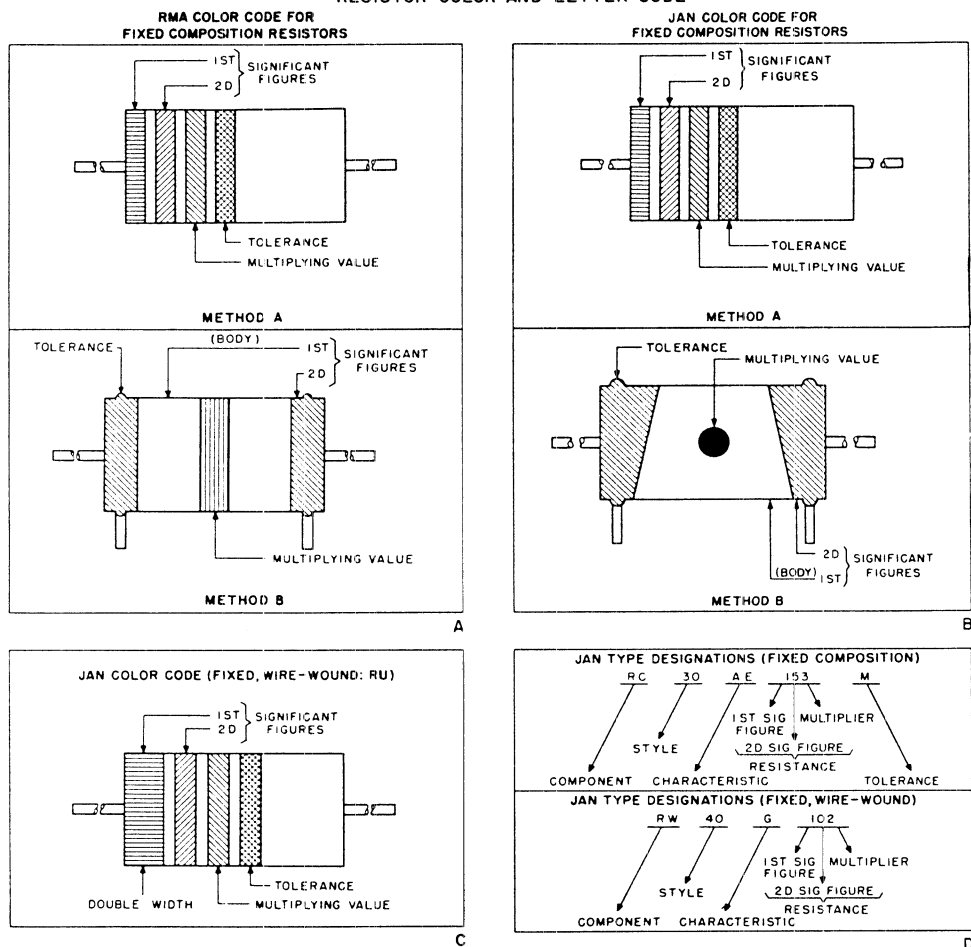 RESISTOR COLOR AND LETTER CODE
RMA COLOR CODE FOR
FIXED COMPOSITION RESISTORS
1ST
2D
SIGNIFICANT
FIGURES
TOLERANCE
MULTIPLYING VALUE
METHOD A
TOLERANCE
(BODY)
1ST
2D
SIGNIFICANT
FIGURES
MULTIPLYING VALUE
METHOD B
A
JAN COLOR CODE FOR
FIXED COMPOSITION RESISTORS
1ST
2D
SIGNIFICANT
FIGURES
TOLERANCE
MULTIPLYING VALUE
METHOD A
TOLERANCE
MULTIPLYING VALUE
2D
(BODY) 1ST
SIGNIFICANT
FIGURES
METHOD B
B
JAN COLOR CODE (FIXED, WIRE-WOUND: RU)
1ST
2D
SIGNIFICANT
FIGURES
TOLERANCE
DOUBLE WIDTH
MULTIPLYING VALUE
C
JAN TYPE DESIGNATIONS (FIXED COMPOSITION)
RC 30 AE 153 M
1ST SIG
FIGURE
MULTIPLIER
STYLE
2D SIG FIGURE
RESISTANCE
COMPONENT CHARACTERISTIC TOLERANCE
JAN TYPE DESIGNATIONS (FIXED, WIRE-WOUND)
RW 40 G 102
1ST SIG
FIGURE
MULTIPLIER
STYLE
2D SIG FIGURE
RESISTANCE
COMPONENT CHARACTERISTIC
D